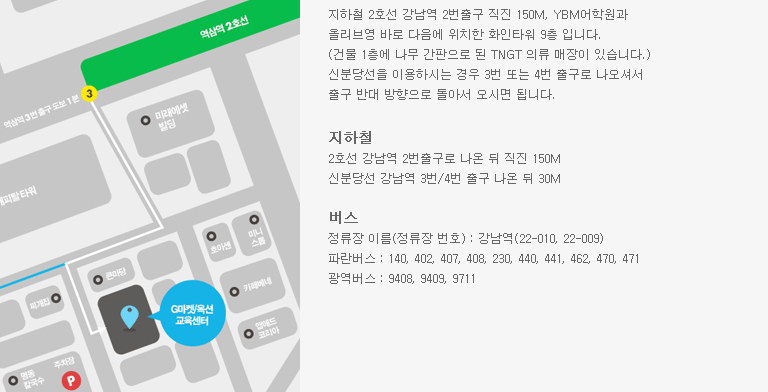 역삼역 2호선
3
역삼역 3번 출구 도보 1분
미래에셋
빌딩
캐피탈 타워
큰마당
호아센
미니
스톱
G마켓/옥션
교육센터
카페베네
앱애드
코리아
찌개집
명동
칼국수
주차장
P
지하철 2호선 강남역 2번출구 직진 150M, YBM어학원과
올리브영 바로 다음에 위치한 화인타워 9층 입니다.
(건물 1층에 나무 간판으로 된 TNGT 의류 매장이 있습니다.)
신분당선을 이용하시는 경우 3번 또는 4번 출구로 나오셔서
출구 반대 방향으로 돌아서 오시면 됩니다.
지하철
2호선 강남역 2번출구로 나온 뒤 직진 150M
신분당선 강남역 3번/4번 출구 나온 뒤 30M
버스
정류장 이름(정류장 번호) : 강남역(22-010, 22-009)
파란버스 : 140, 402, 407, 408, 230, 440, 441, 462, 470, 471
광역버스 : 9408, 9409, 9711